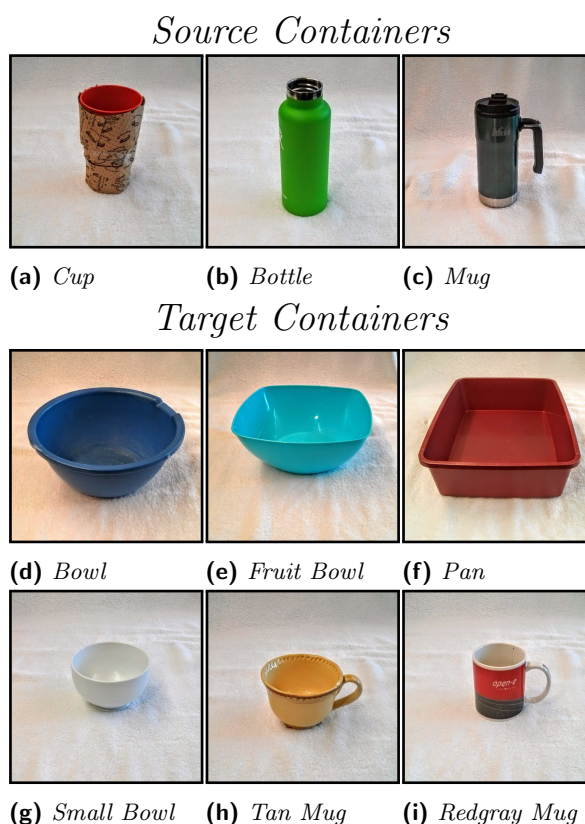 Source Containers
(a) Cup
(b) Bottle
(c) Mug
Target Containers
(d) Bowl
(e) Fruit Bowl
(f) Pan
open-e
(g) Small Bowl
(h) Tan Mug
(i) Redgray Mug